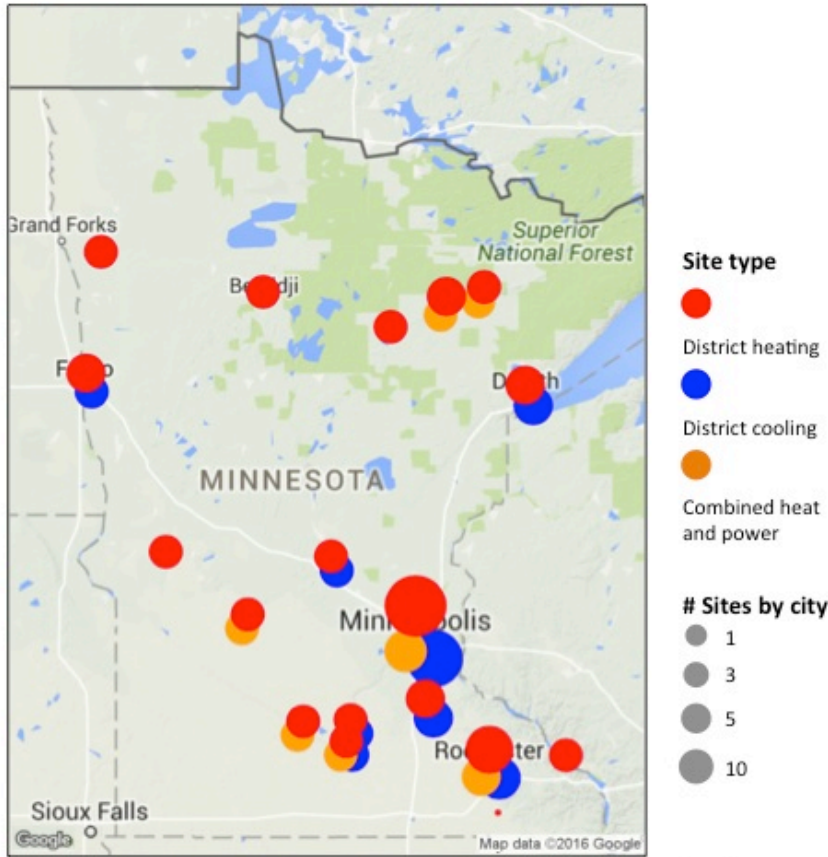 Grand Forks
Superior
National Forest
MINNESOTA
Sioux Falls
Google
Map data ©2016 Google
Site type
District heating
District cooling
Combined heat
and power
# Sites by city
1
3
5
10